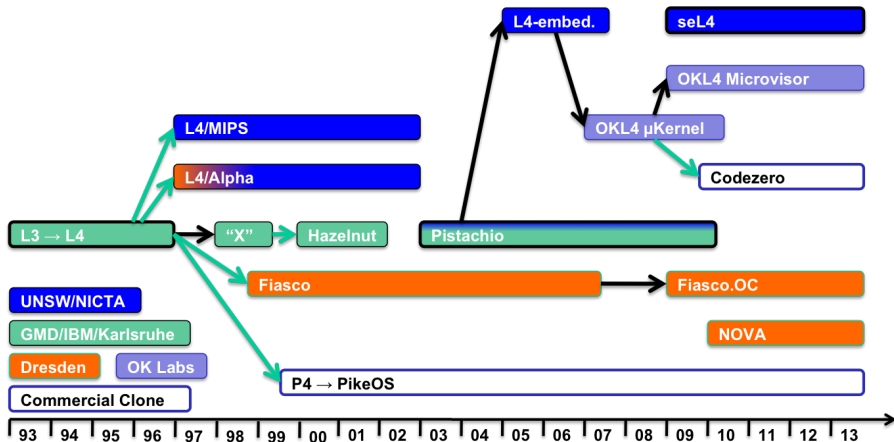 L4-embed.
seL4
OKL4 Microvisor
L4/MIPS
OKL4 µKernel
L4/Alpha
Codezero
L3 → L4
“X”
Hazelnut
Pistachio
Fiasco
Fiasco.OC
UNSW/NICTA
GMD/IBM/Karlsruhe
NOVA
Dresden
OK Labs
P4 → PikeOS
Commercial Clone
93 94 95 96 97 98 99 00 01 02 03 04 05 06 07 08 09 10 11 12 13